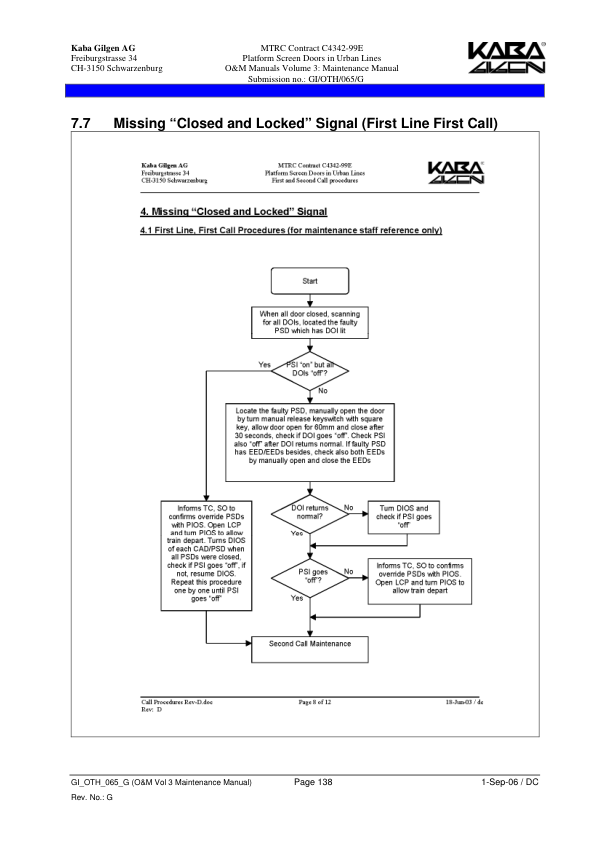 Kaba Gilgen AG
Freiburgstrasse 34
CH-3150 Schwarzenburg
MTRC Contract C4342-99E
Platform Screen Doors in Urban Lines
O&M Manuals Volume 3: Maintenance Manual
Submission no.: GI/OTH/065/G
KABA®
GILGEN
7.7 Missing “Closed and Locked” Signal (First Line First Call)
Kaba Gilgen AG
Freiburgstrasse 34
CH-3150 Schwarzenburg
MTRC Contract C4342-99E
Platform Screen Doors in Urban Lines
First and Second Call procedures
KABA®
GILGEN
4. Missing “Closed and Locked” Signal
4.1 First Line, First Call Procedures (for maintenance staff reference only)
Start
When all door closed, scanning
for all DOIs, located the faulty
PSD which has DOI lit
Yes
PSI “on” but all
DOIs “off”?
No
Locate the faulty PSD, manually open the door
by turn manual release keyswitch with square
key, allow door open for 60mm and close after
30 seconds, check if DOI goes “off”. Check PSI
also “off” after DOI returns normal. If faulty PSD
has EED/EEDs besides, check also both EEDs
by manually open and close the EEDs
Informs TC, SO to
confirms override PSDs
with PIOS. Open LCP
and turn PIOS to allow
train depart. Turns DIOS
of each CAD/PSD when
all PSDs were closed,
check if PSI goes “off”, if
not, resume DIOS.
Repeat this procedure
one by one until PSI
goes “off”
DOI returns
normal?
No
Yes
Turn DIOS and
check if PSI goes
“off”
PSI goes
“off”?
No
Yes
Informs TC, SO to confirms
override PSDs with PIOS.
Open LCP and turn PIOS to
allow train depart
Second Call Maintenance
Call Procedures Rev-D.doc
Rev: D
Page 8 of 12
18-Jun-03 / dc
GI_OTH_065_G (O&M Vol 3 Maintenance Manual)
Page 138
1-Sep-06 / DC
Rev. No.: G